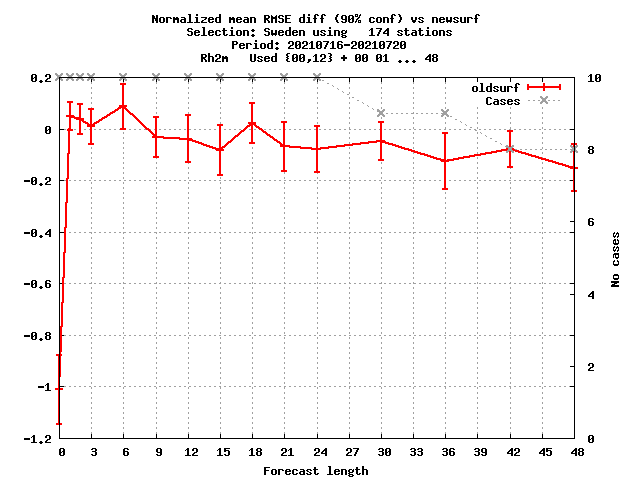 Normalized mean RMSE diff (90% conf) vs newsurf
Selection: Sweden using   174 stations
Period: 20210716-20210720
Rh2m   Used {00,12} + 00 01 ... 48
oldsurf
Cases
0.2
0
-0.2
-0.4
-0.6
-0.8
-1
-1.2
10
8
6
4
2
0
No cases
0 3 6 9 12 15 18 21 24 27 30 33 36 39 42 45 48
Forecast length